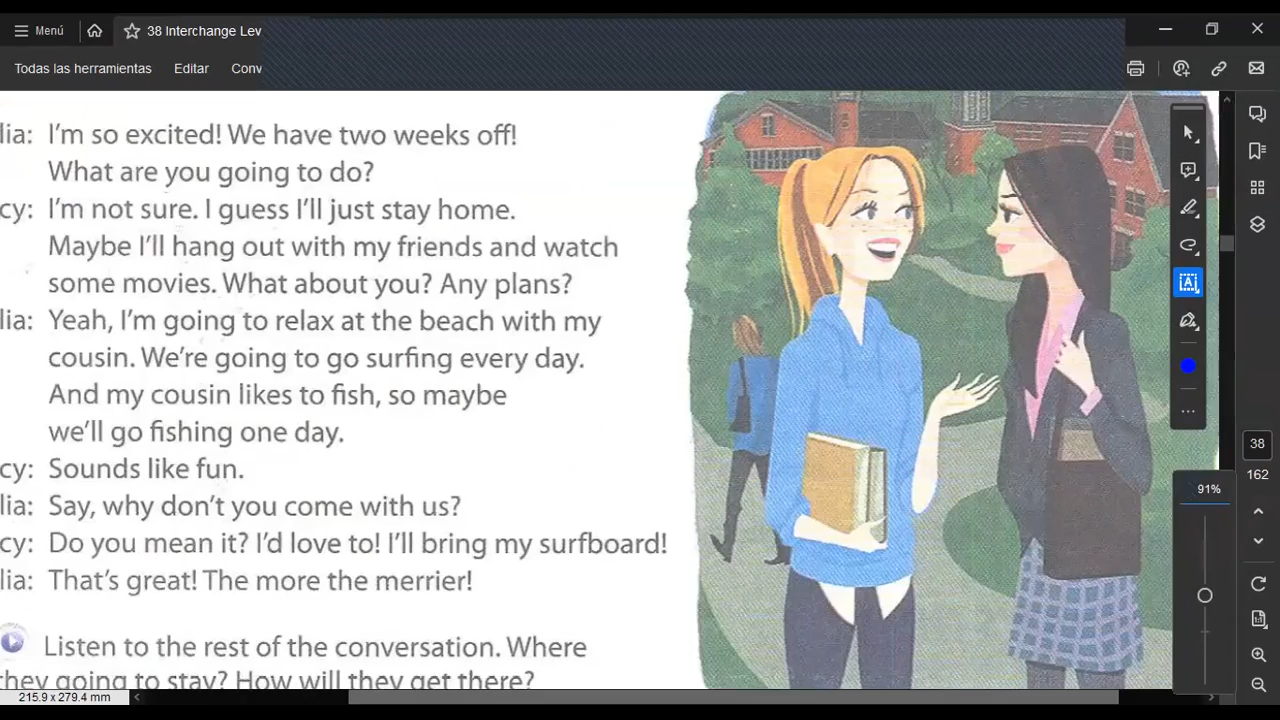 Menú
38 Interchange Lev
Todas las herramientas Editar Conv
lia: I'm so excited! We have two weeks off!
What are you going to do?
cy: I'm not sure. I guess I'll just stay home.
Maybe I'll hang out with my friends and watch
some movies. What about you? Any plans?
lia: Yeah, I'm going to relax at the beach with my
cousin. We're going to go surfing every day.
And my cousin likes to fish, so maybe
we'll go fishing one day.
cy: Sounds like fun.
lia: Say, why don't you come with us?
cy: Do you mean it? I'd love to! I'll bring my surfboard!
lia: That's great! The more the merrier!
Listen to the rest of the conversation. Where
they going to stay? How will they get there?
38
162
91%
215.9 x 279.4 mm